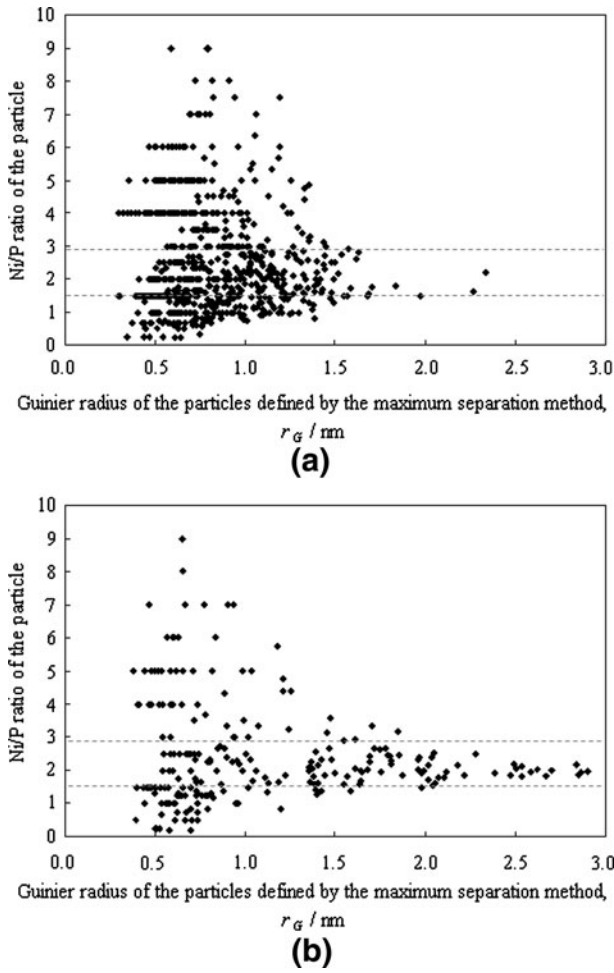 10
9
8
7
6
5
4
3
2
1
0
Ni/P ratio of the particle
0.0 0.5 1.0 1.5 2.0 2.5 3.0
Guinier radius of the particles defined by the maximum separation method,
r G / nm
(a)
10
9
8
7
6
5
4
3
2
1
0
Ni/P ratio of the particle
0.0 0.5 1.0 1.5 2.0 2.5 3.0
Guinier radius of the particles defined by the maximum separation method,
r G / nm
(b)